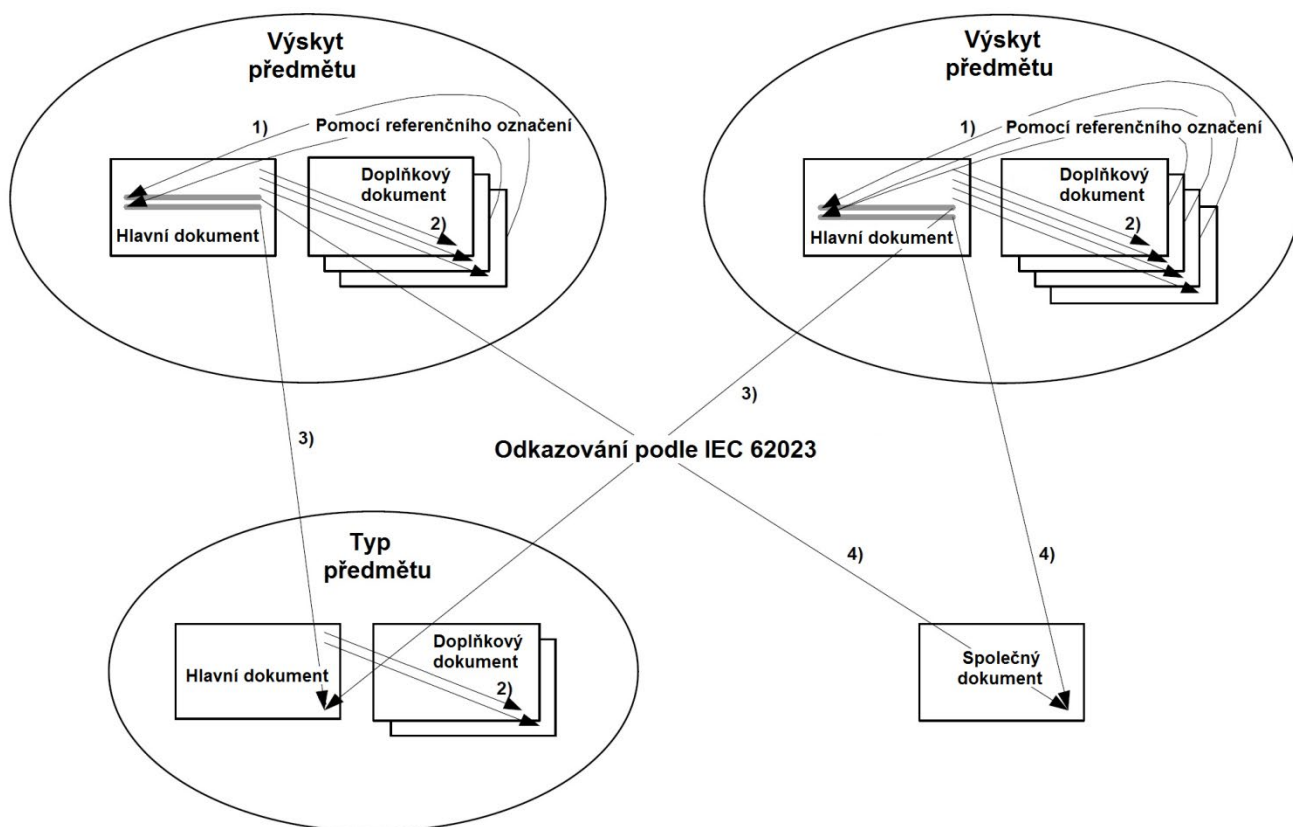 Výskyt
předmětu
1)
Pomocí referenčního označení
Doplňkový
dokument
2)
Hlavní dokument
Výskyt
předmětu
1)
Pomocí referenčního označení
Doplňkový
dokument
2)
Hlavní dokument
3)
3)
Odkazování podle IEC 62023
4)
4)
Typ
předmětu
Hlavní dokument
Doplňkový
dokument
2)
Společný
dokument